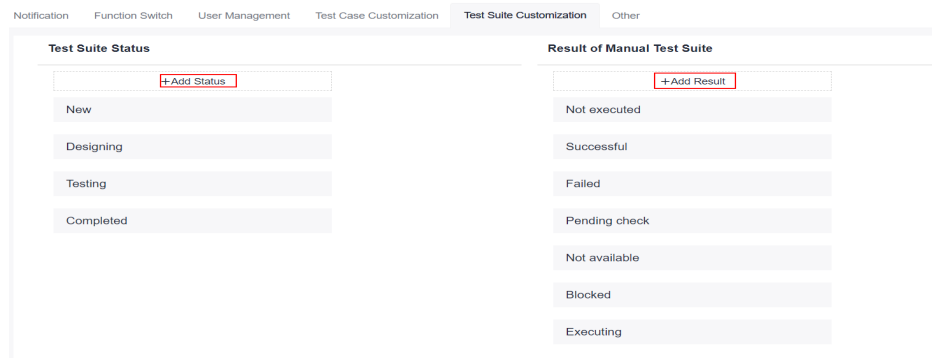 Notification Function Switch User Management Test Case Customization Test Suite Customization Other
Test Suite Status
+Add Status
New
Designing
Testing
Completed
Result of Manual Test Suite
+Add Result
Not executed
Successful
Failed
Pending check
Not available
Blocked
Executing